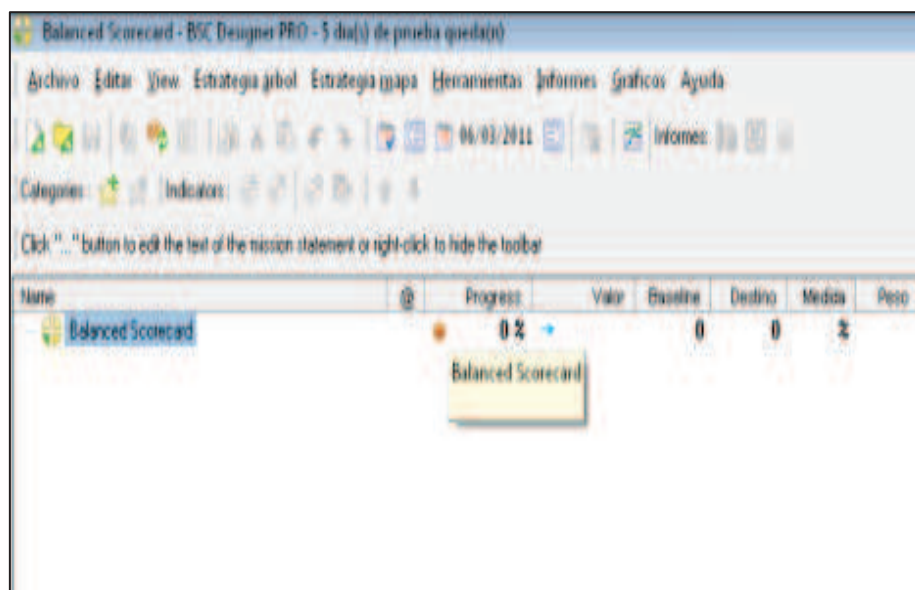 Balanced Scorecard - BSC Designer PRO - 5 dia(s) de prueba queda(n)
Archivo Editar View Estrategia árbol Estrategia mapa Herramientas Informes Gráficos Ayuda
06/03/2011 Informes:
Categories: Indicators:
Click "..." button to edit the text of the mission statement or right-click to hide the toolbar
Name @ Progress Valor Baseline Destino Medida Peso
Balanced Scorecard 0 % 0 0 %
Balanced Scorecard